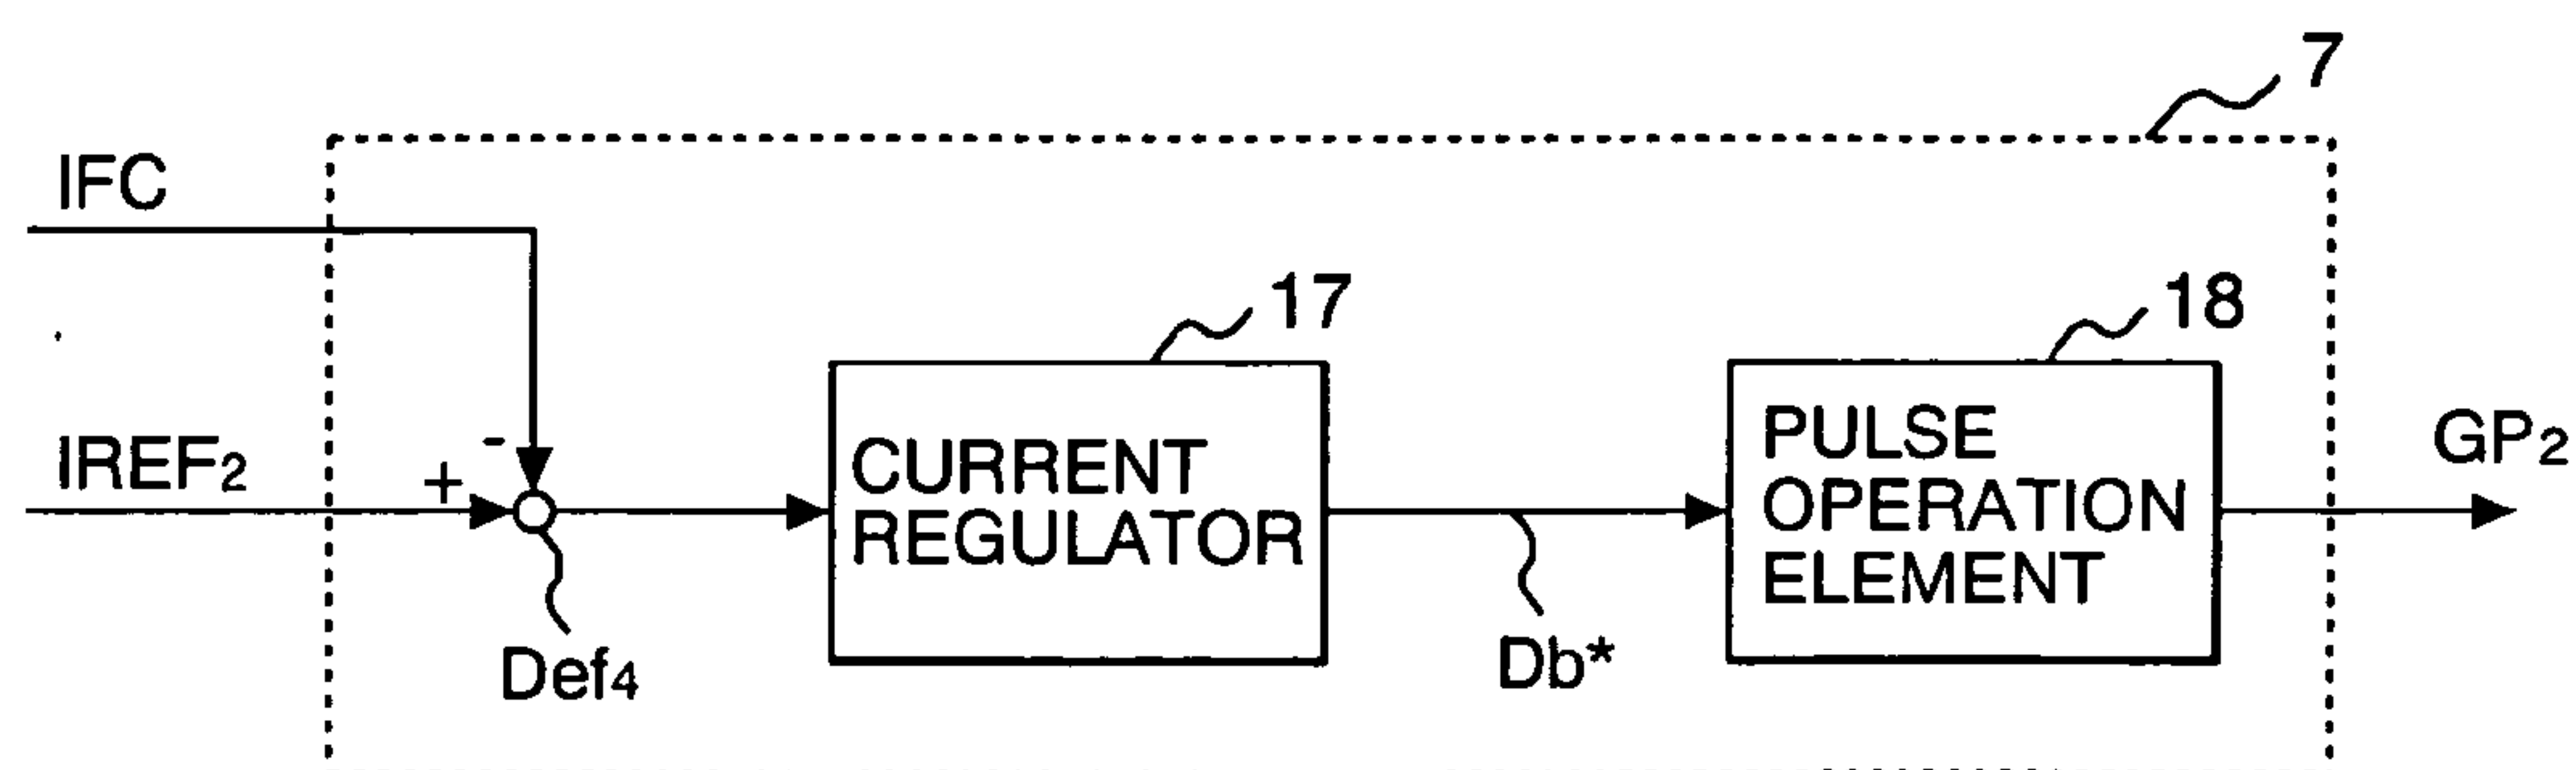 7
IFC
17
18
IREF2
-
+
CURRENT
REGULATOR
PULSE
OPERATION
ELEMENT
GP2
Def4
Db*